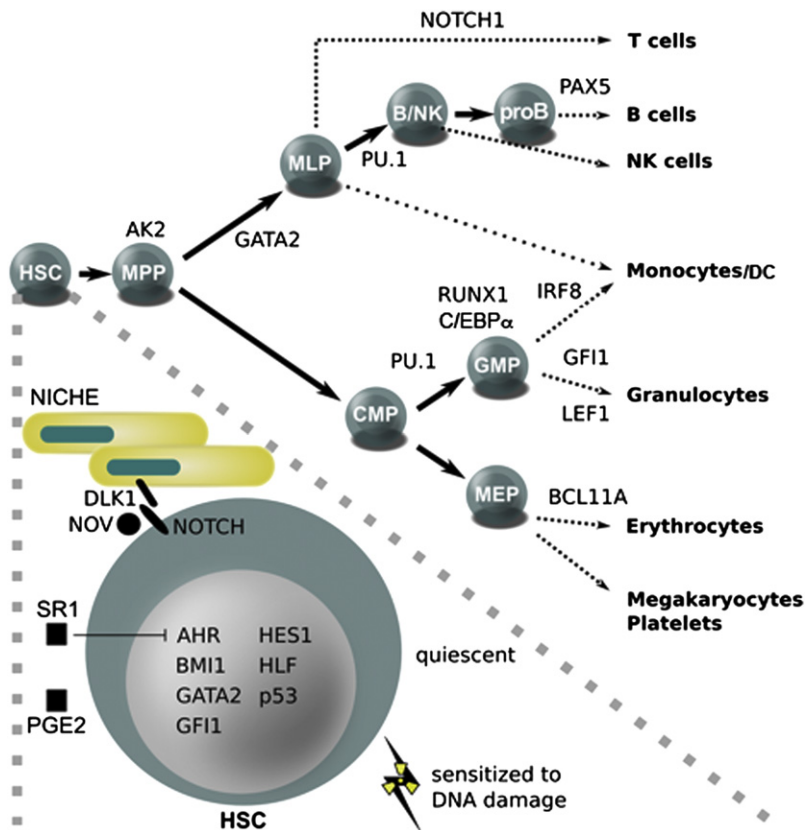 NOTCH1
T cells
PAX5
B/NK
proB
B cells
MLP
PU.1
NK cells
AK2
GATA2
HSC
MPP
Monocytes/DC
RUNX1
IRF8
C/EBPα
PU.1
GMP
GFI1
NICHE
CMP
Granulocytes
LEF1
MEP
BCL11A
DLK1
NOV
NOTCH
Erythrocytes
Megakaryocytes
Platelets
SR1
AHR
HES1
BMI1
HLF
quiescent
GATA2
p53
PGE2
GFI1
sensitized to
DNA damage
HSC